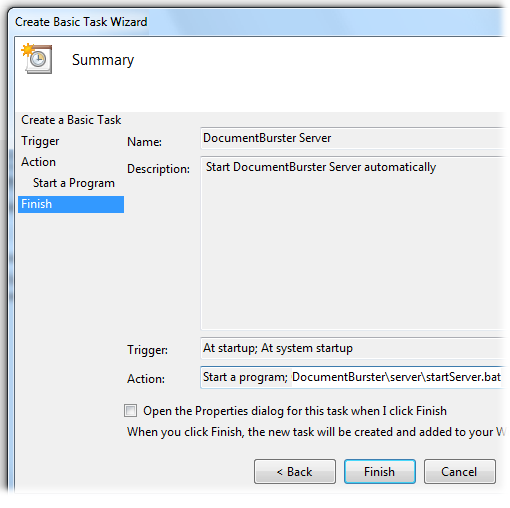 Create Basic Task Wizard
Summary
Create a Basic Task
Trigger
Action
Start a Program
Finish
Name: DocumentBurster Server
Description: Start DocumentBurster Server automatically
Trigger: At startup; At system startup
Action: Start a program; DocumentBurster\server\startServer.bat
Open the Properties dialog for this task when I click Finish
When you click Finish, the new task will be created and added to your W
< Back Finish Cancel